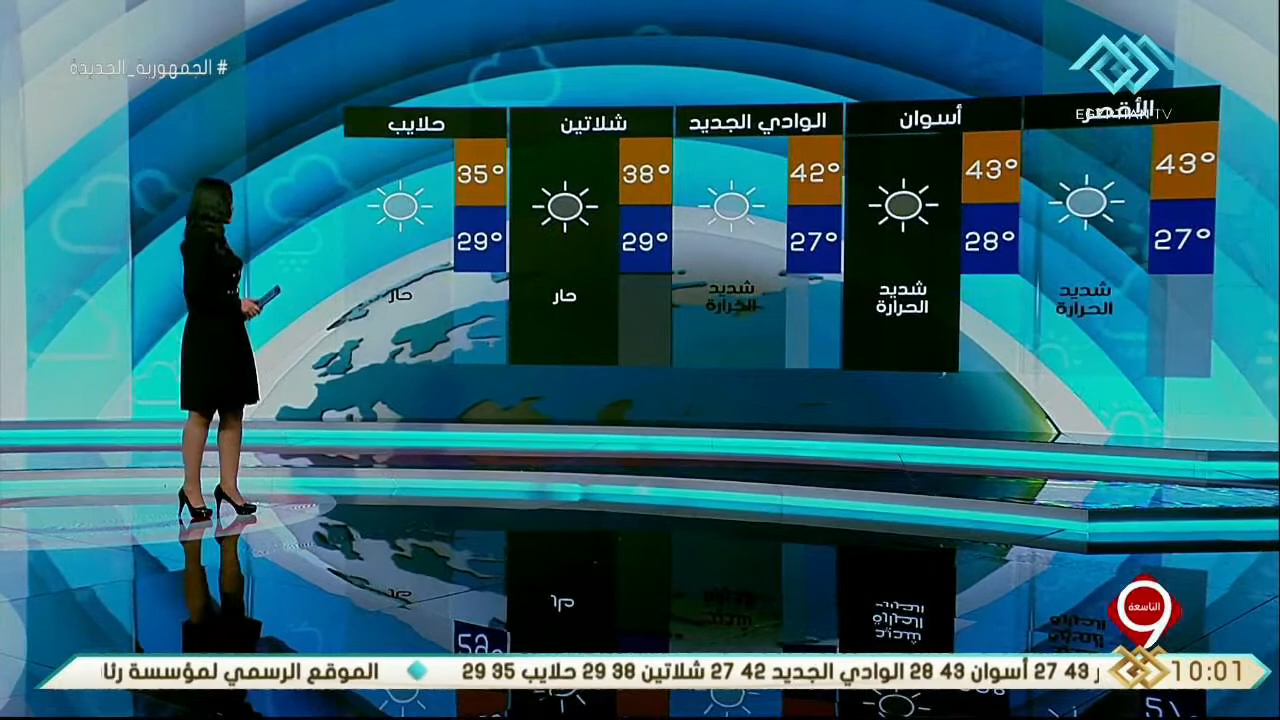 #الجمهورية_الجديدة
EGYPTIAN TV
الأقصر
43°
27°
شديد
الحرارة
أسوان
43°
28°
شديد
الحرارة
الوادي الجديد
42°
27°
شديد
الحرارة
شلاتين
38°
29°
حار
حلايب
35°
29°
حار
9
التاسعة
10:01
ر 43 27 أسوان 43 28 الوادي الجديد 42 27 شلاتين 38 29 حلايب 35 29
الموقع الرسمي لمؤسسة رئا